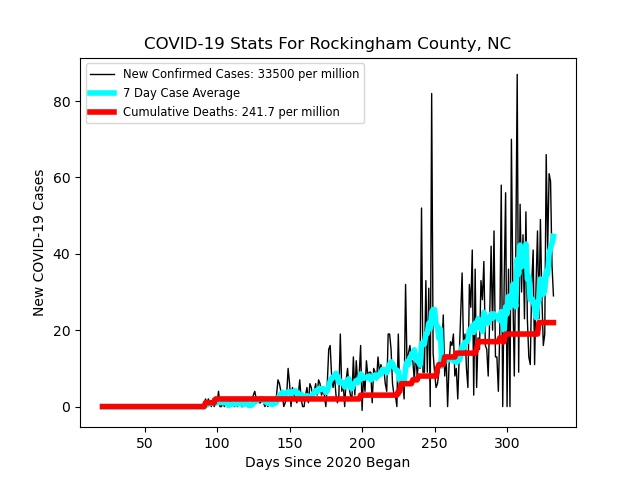 COVID-19 Stats For Rockingham County, NC
New Confirmed Cases: 33500 per million
7 Day Case Average
Cumulative Deaths: 241.7 per million
New COVID-19 Cases
80
60
40
20
0
50 100 150 200 250 300
Days Since 2020 Began